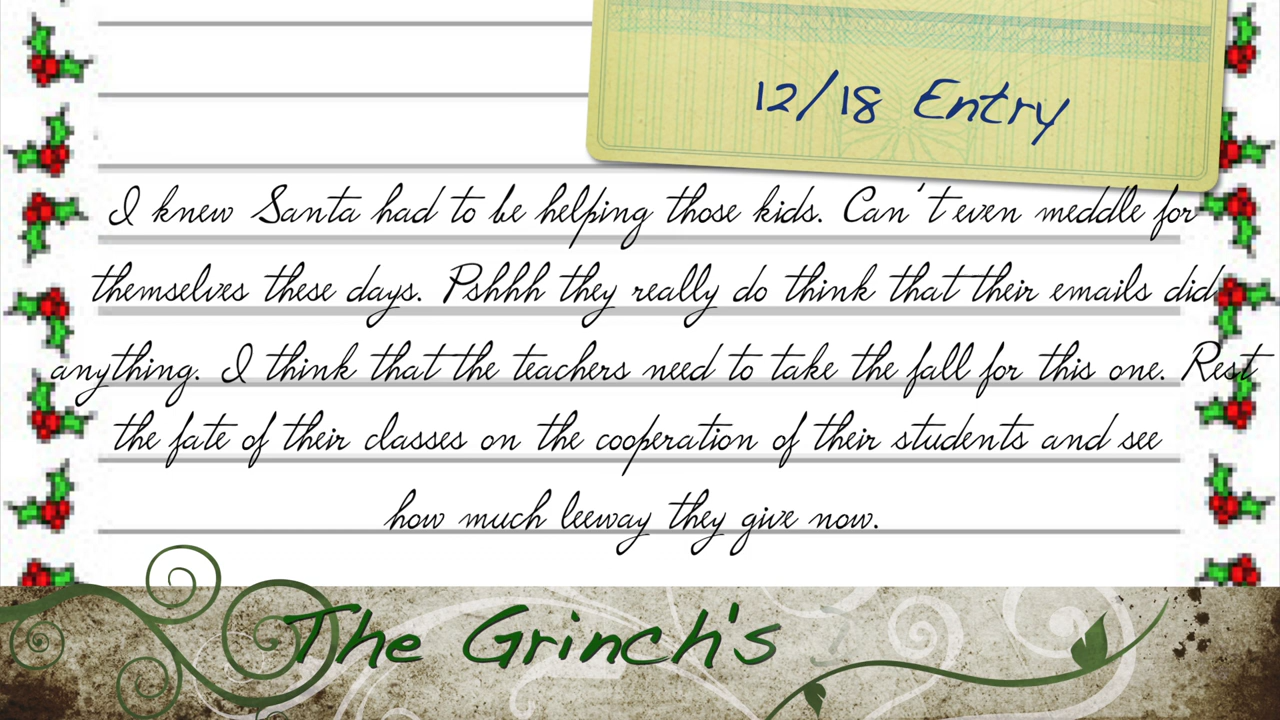 12/18 Entry
I knew Santa had to be helping those kids. Can't even meddle for
themselves these days. Pshhh they really do think that their emails did
anything. I think that the teachers need to take the fall for this one. Rest
the fate of their classes on the cooperation of their students and see
how much leeway they give now.
The Grinch's